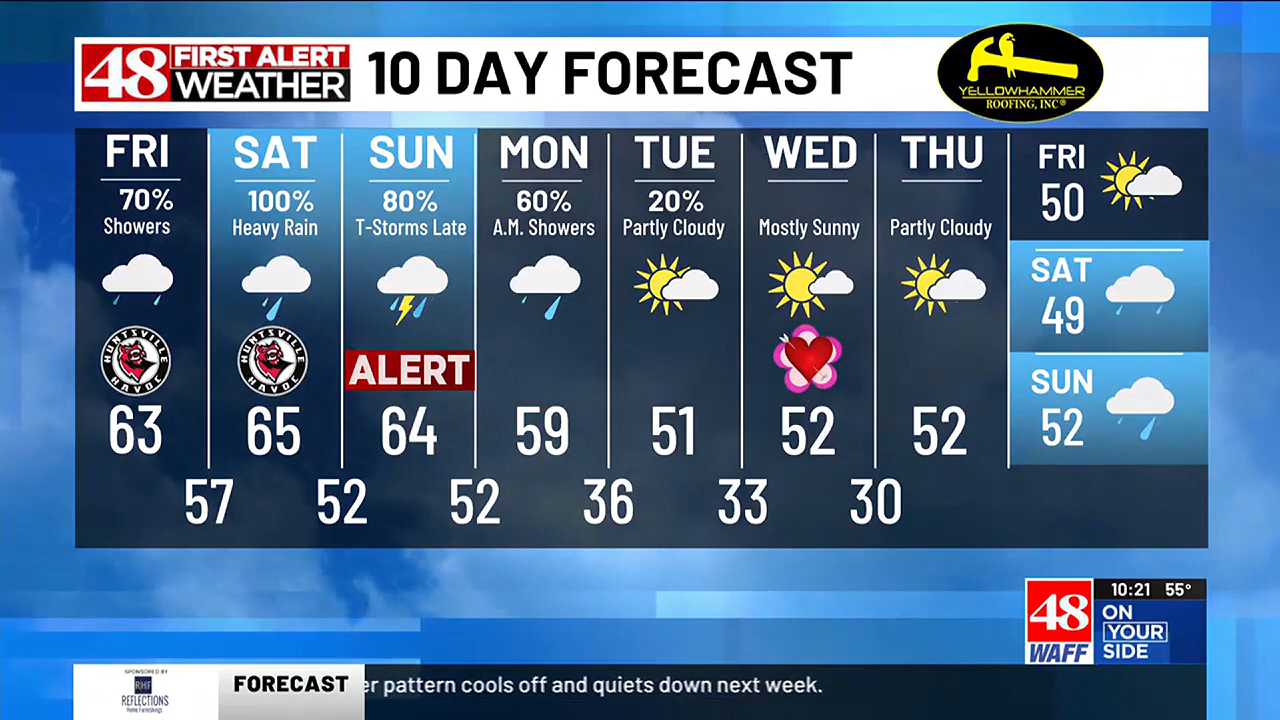 48 FIRST ALERT WEATHER
10 DAY FORECAST
YELLOWHAMMER
ROOFING, INC®
FRI
70%
Showers
HUNTSVILLE HAVOC
63
SAT
100%
Heavy Rain
HUNTSVILLE HAVOC
65
SUN
80%
T-Storms Late
ALERT
64
MON
60%
A.M. Showers
59
TUE
20%
Partly Cloudy
51
WED
Mostly Sunny
52
THU
Partly Cloudy
52
57 52 52 36 33 30
FRI
50
SAT
49
SUN
52
48
WAFF
10:21 55°
ON
YOUR
SIDE
SPONSORED BY
RHF
REFLECTIONS
Home Furnishings
FORECAST
er pattern cools off and quiets down next week.